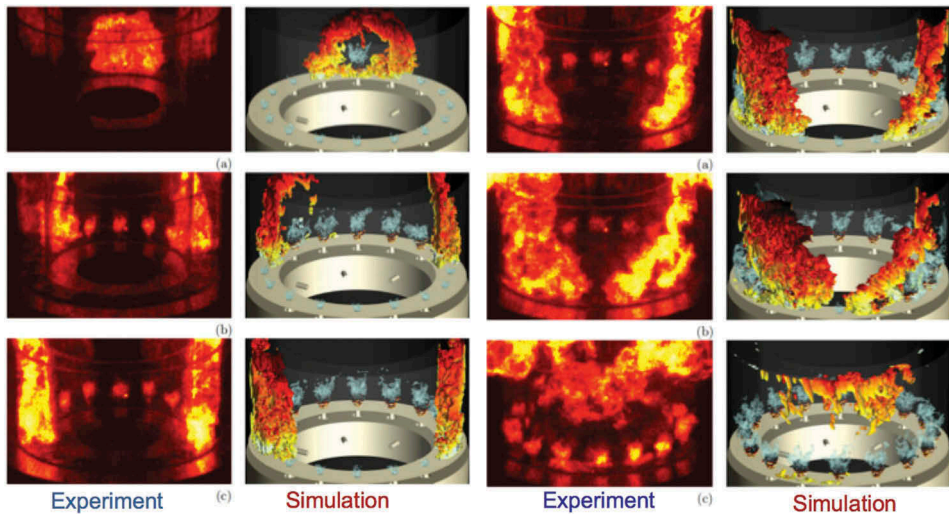 (a)
(a)
(b)
(b)
(c)
(c)
Experiment
Simulation
Experiment
Simulation